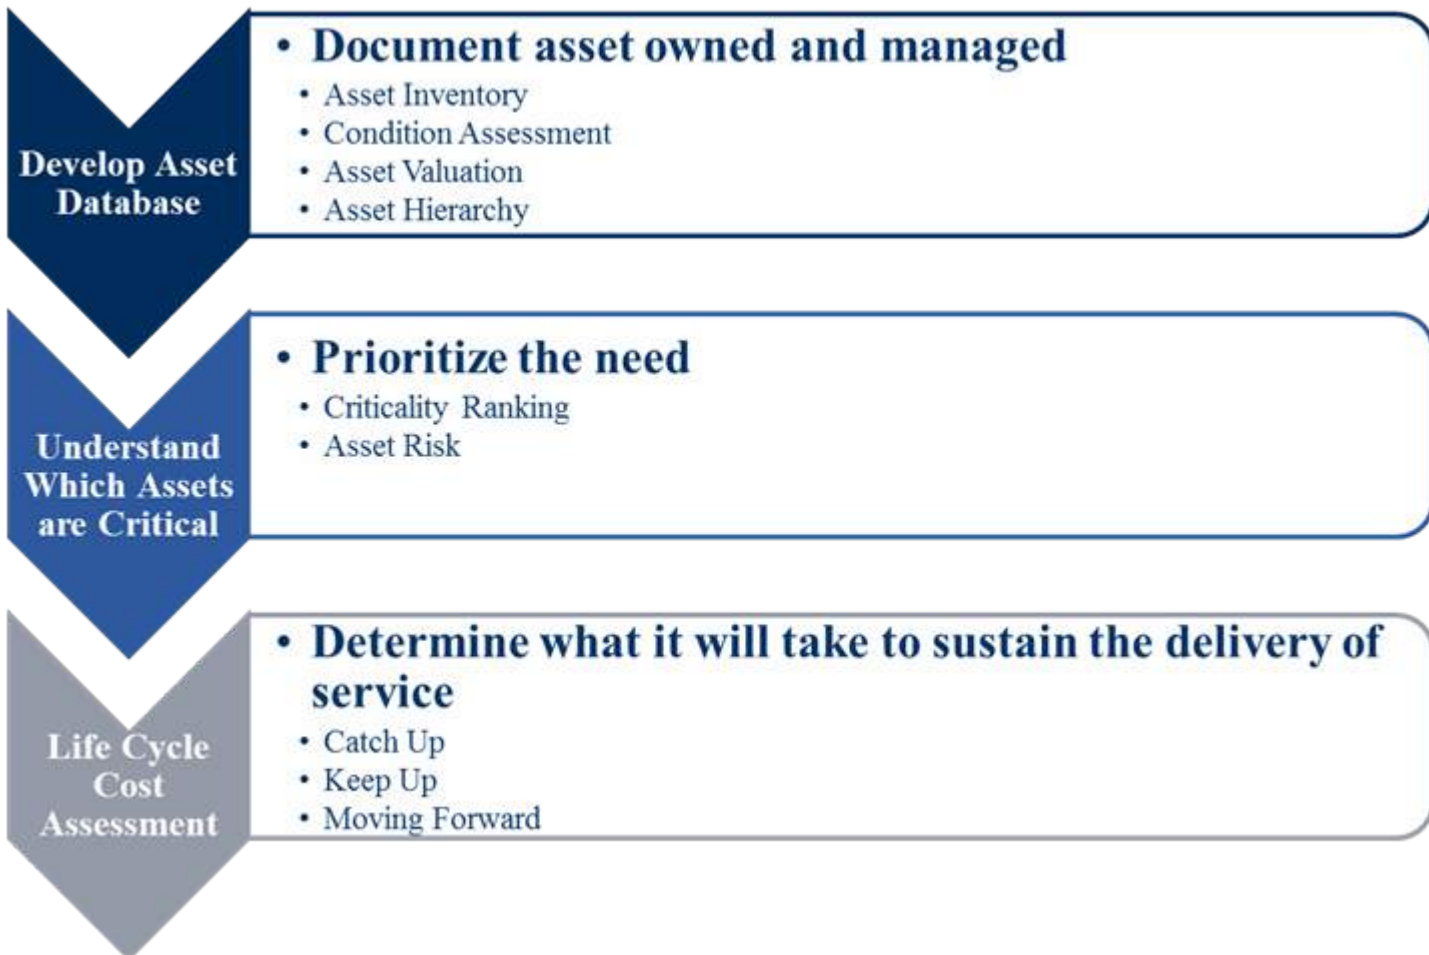 Develop Asset
Database
• Document asset owned and managed
• Asset Inventory
• Condition Assessment
• Asset Valuation
• Asset Hierarchy
Understand
Which Assets
are Critical
• Prioritize the need
• Criticality Ranking
• Asset Risk
Life Cycle
Cost
Assessment
• Determine what it will take to sustain the delivery of
service
• Catch Up
• Keep Up
• Moving Forward